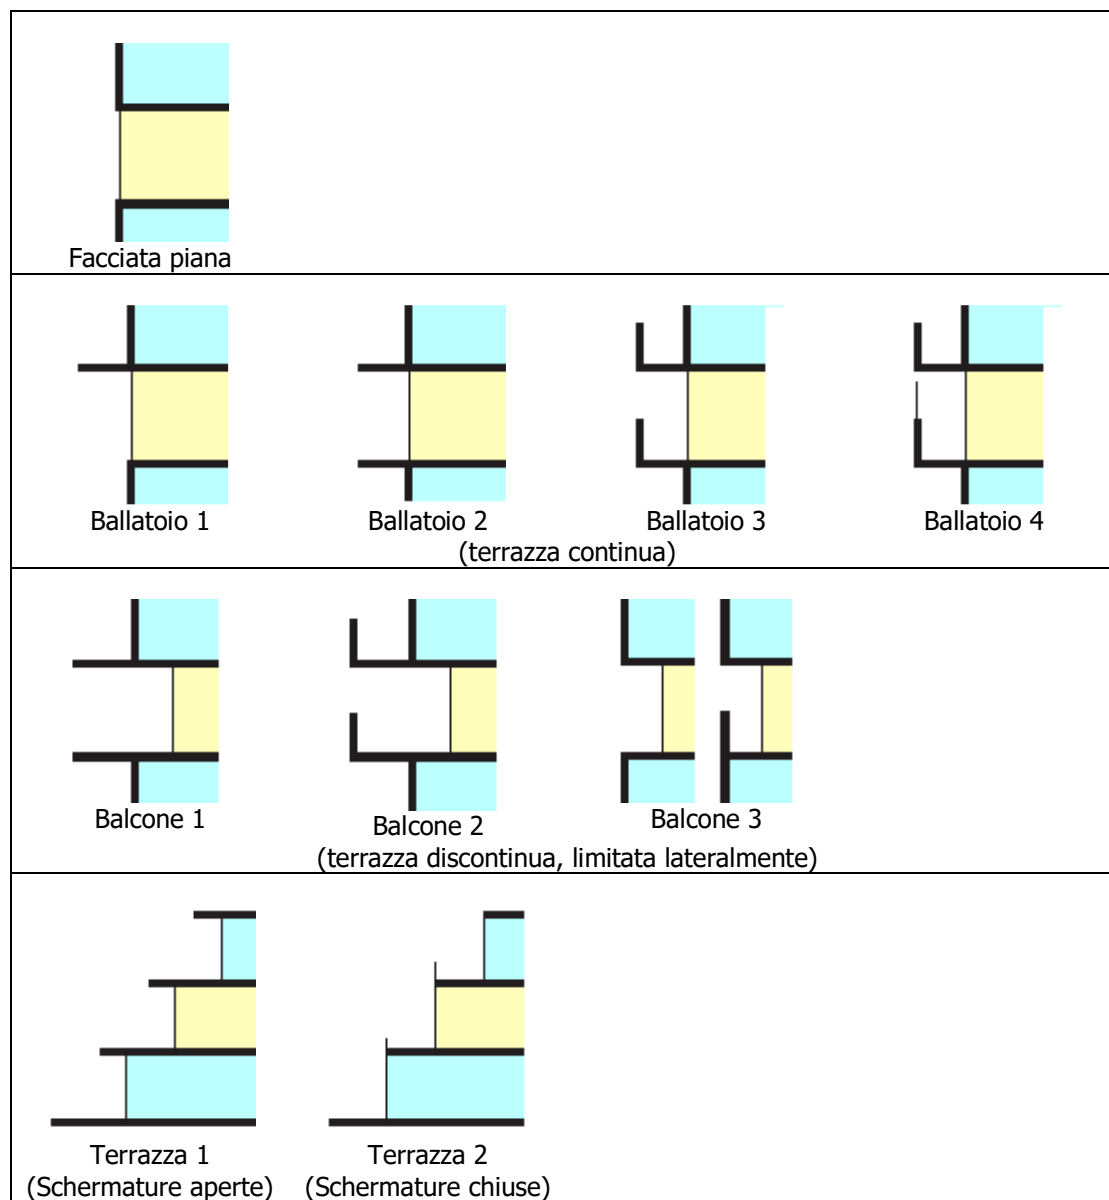 Facciata piana
Ballatoio 1 Ballatoio 2 Ballatoio 3 Ballatoio 4
(terrazza continua)
Balcone 1 Balcone 2 Balcone 3
(terrazza discontinua, limitata lateralmente)
Terrazza 1 Terrazza 2
(Schermature aperte) (Schermature chiuse)